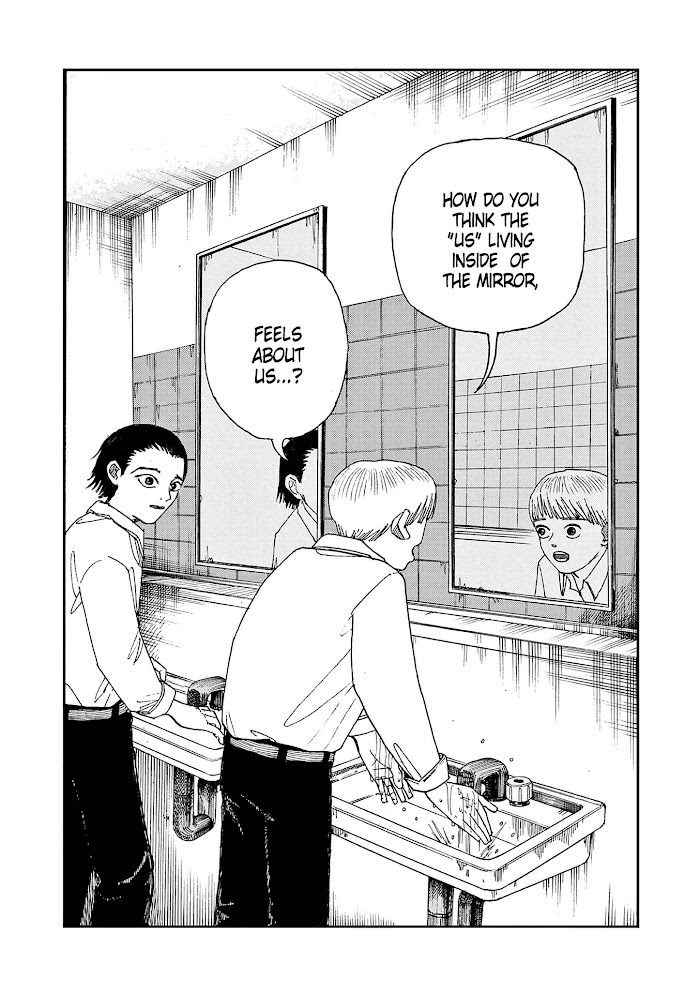 HOW DO YOU
THINK THE
"US" LIVING
INSIDE OF
THE MIRROR,
FEELS
ABOUT
US...?